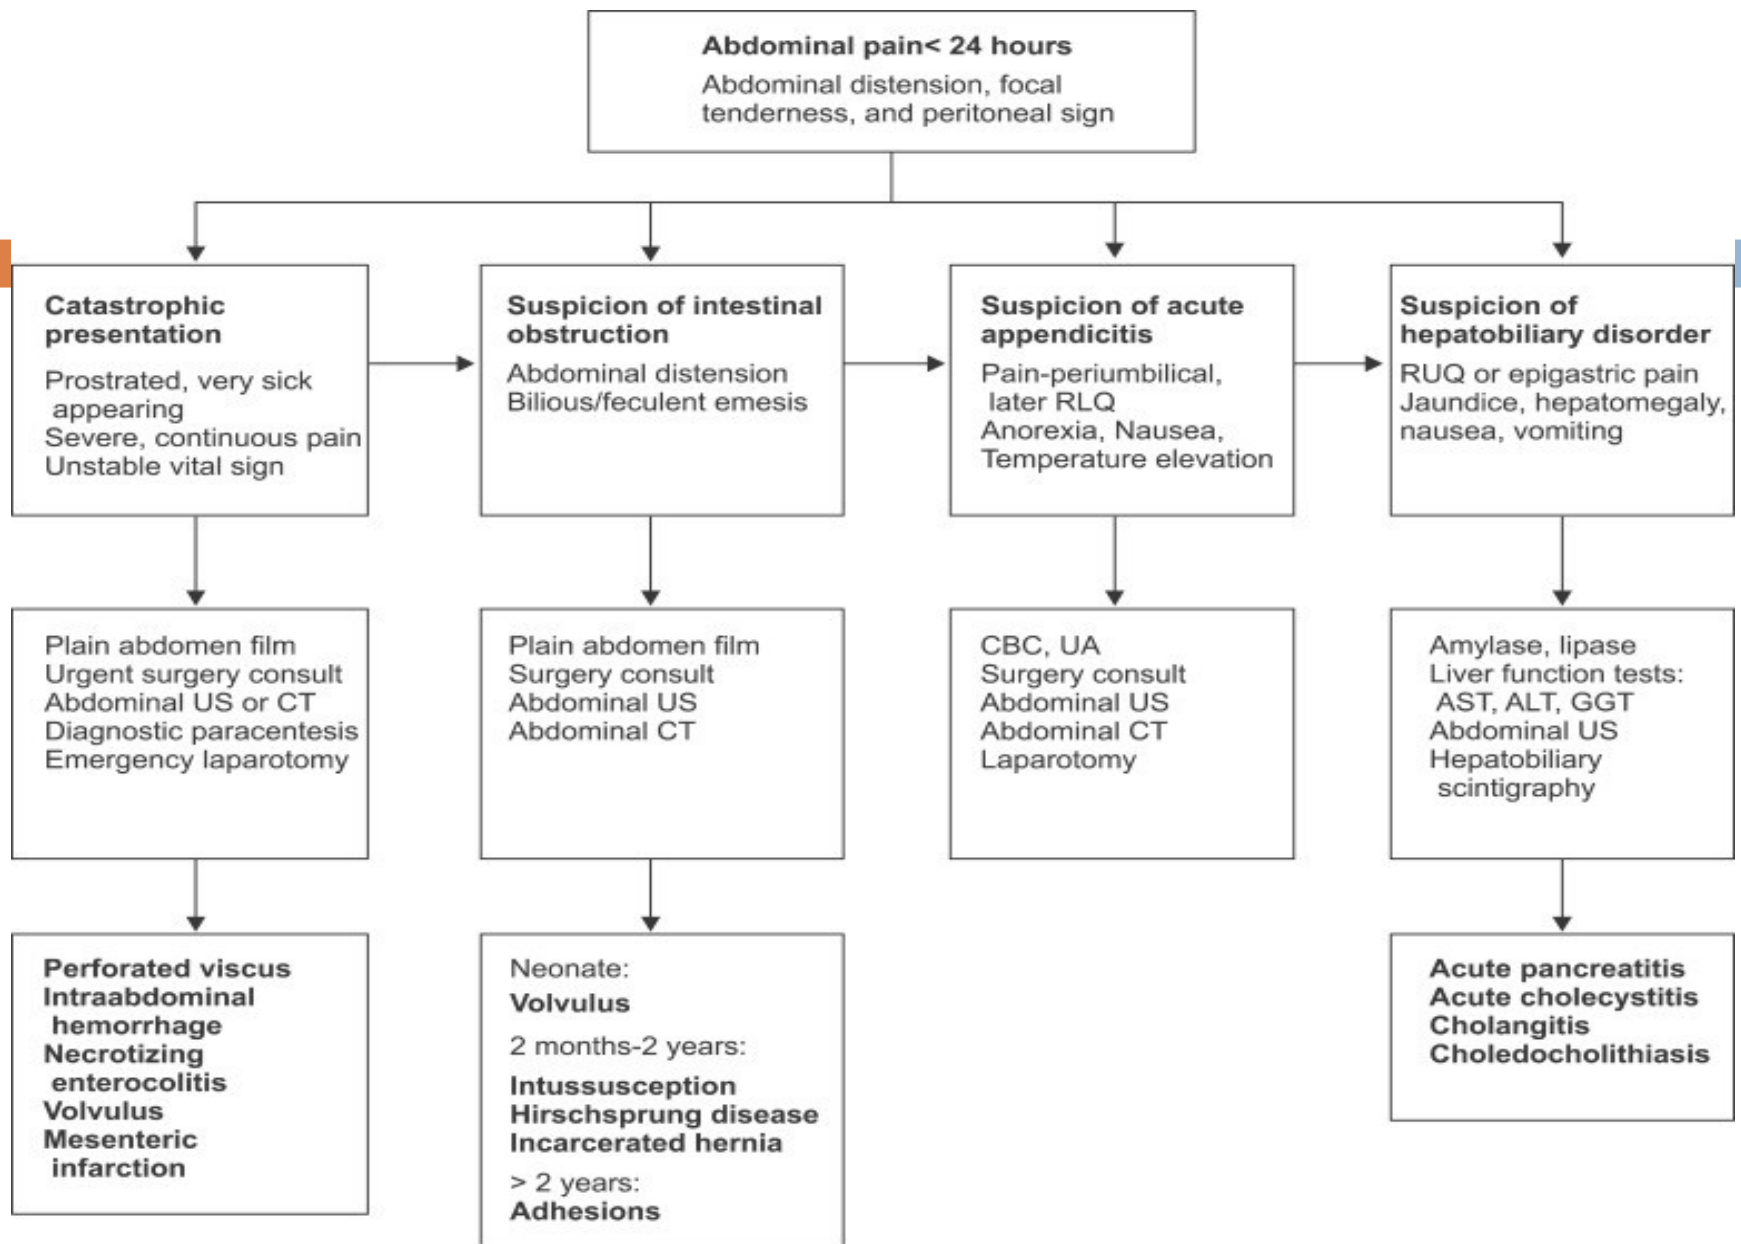 Abdominal pain< 24 hours
Abdominal distension, focal
tenderness, and peritoneal sign
Catastrophic
presentation
Prostrated, very sick
appearing
Severe, continuous pain
Unstable vital sign
Suspicion of intestinal
obstruction
Abdominal distension
Bilious/feculent emesis
Suspicion of acute
appendicitis
Pain-periumbilical,
later RLQ
Anorexia, Nausea,
Temperature elevation
Suspicion of
hepatobiliary disorder
RUQ or epigastric pain
Jaundice, hepatomegaly,
nausea, vomiting
Plain abdomen film
Urgent surgery consult
Abdominal US or CT
Diagnostic paracentesis
Emergency laparotomy
Plain abdomen film
Surgery consult
Abdominal US
Abdominal CT
CBC, UA
Surgery consult
Abdominal US
Abdominal CT
Laparotomy
Amylase, lipase
Liver function tests:
AST, ALT, GGT
Abdominal US
Hepatobiliary
scintigraphy
Perforated viscus
Intraabdominal
hemorrhage
Necrotizing
enterocolitis
Volvulus
Mesenteric
infarction
Neonate:
Volvulus
2 months-2 years:
Intussusception
Hirschsprung disease
Incarcerated hernia
> 2 years:
Adhesions
Acute pancreatitis
Acute cholecystitis
Cholangitis
Choledocholithiasis